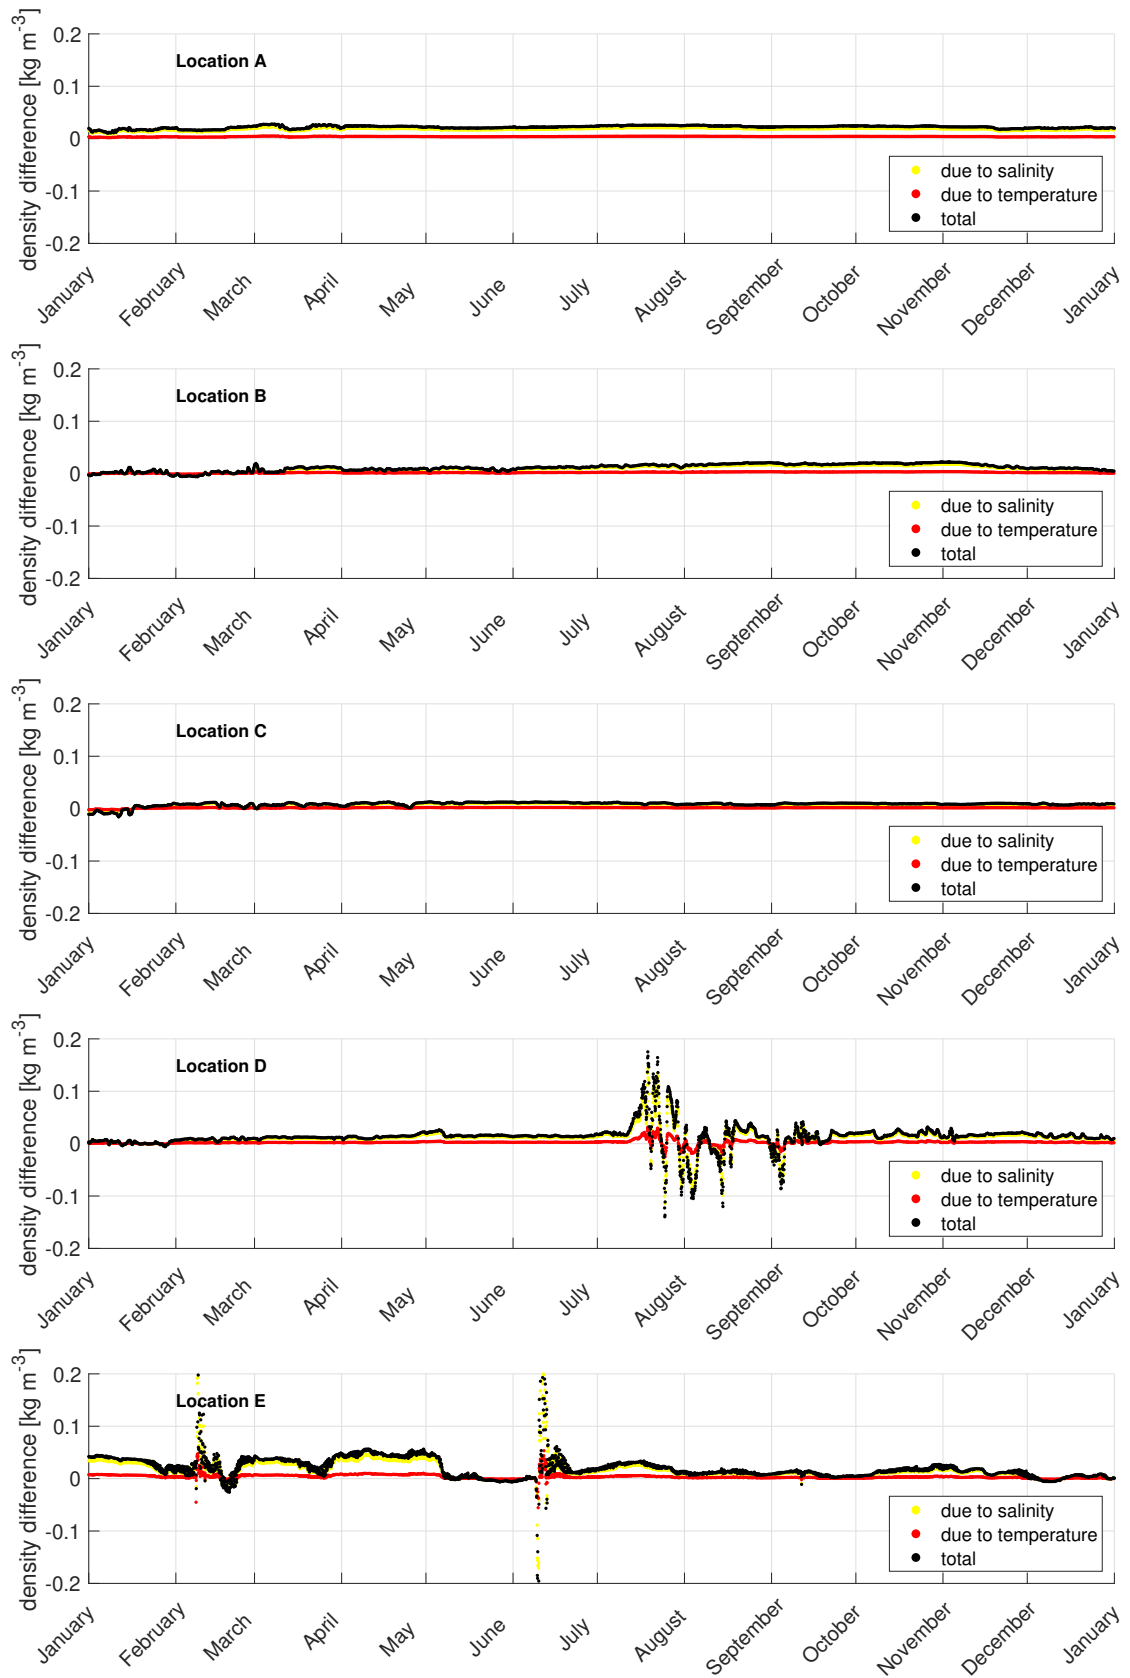 density difference [kg m-3]
0.2
0.1
0
-0.1
-0.2
Location A
due to salinity
due to temperature
total
January
February
March
April
May
June
July
August
September
October
November
December
January
density difference [kg m-3]
0.2
0.1
0
-0.1
-0.2
Location B
due to salinity
due to temperature
total
January
February
March
April
May
June
July
August
September
October
November
December
January
density difference [kg m-3]
0.2
0.1
0
-0.1
-0.2
Location C
due to salinity
due to temperature
total
January
February
March
April
May
June
July
August
September
October
November
December
January
density difference [kg m-3]
0.2
0.1
0
-0.1
-0.2
Location D
due to salinity
due to temperature
total
January
February
March
April
May
June
July
August
September
October
November
December
January
density difference [kg m-3]
0.2
0.1
0
-0.1
-0.2
Location E
due to salinity
due to temperature
total
January
February
March
April
May
June
July
August
September
October
November
December
January